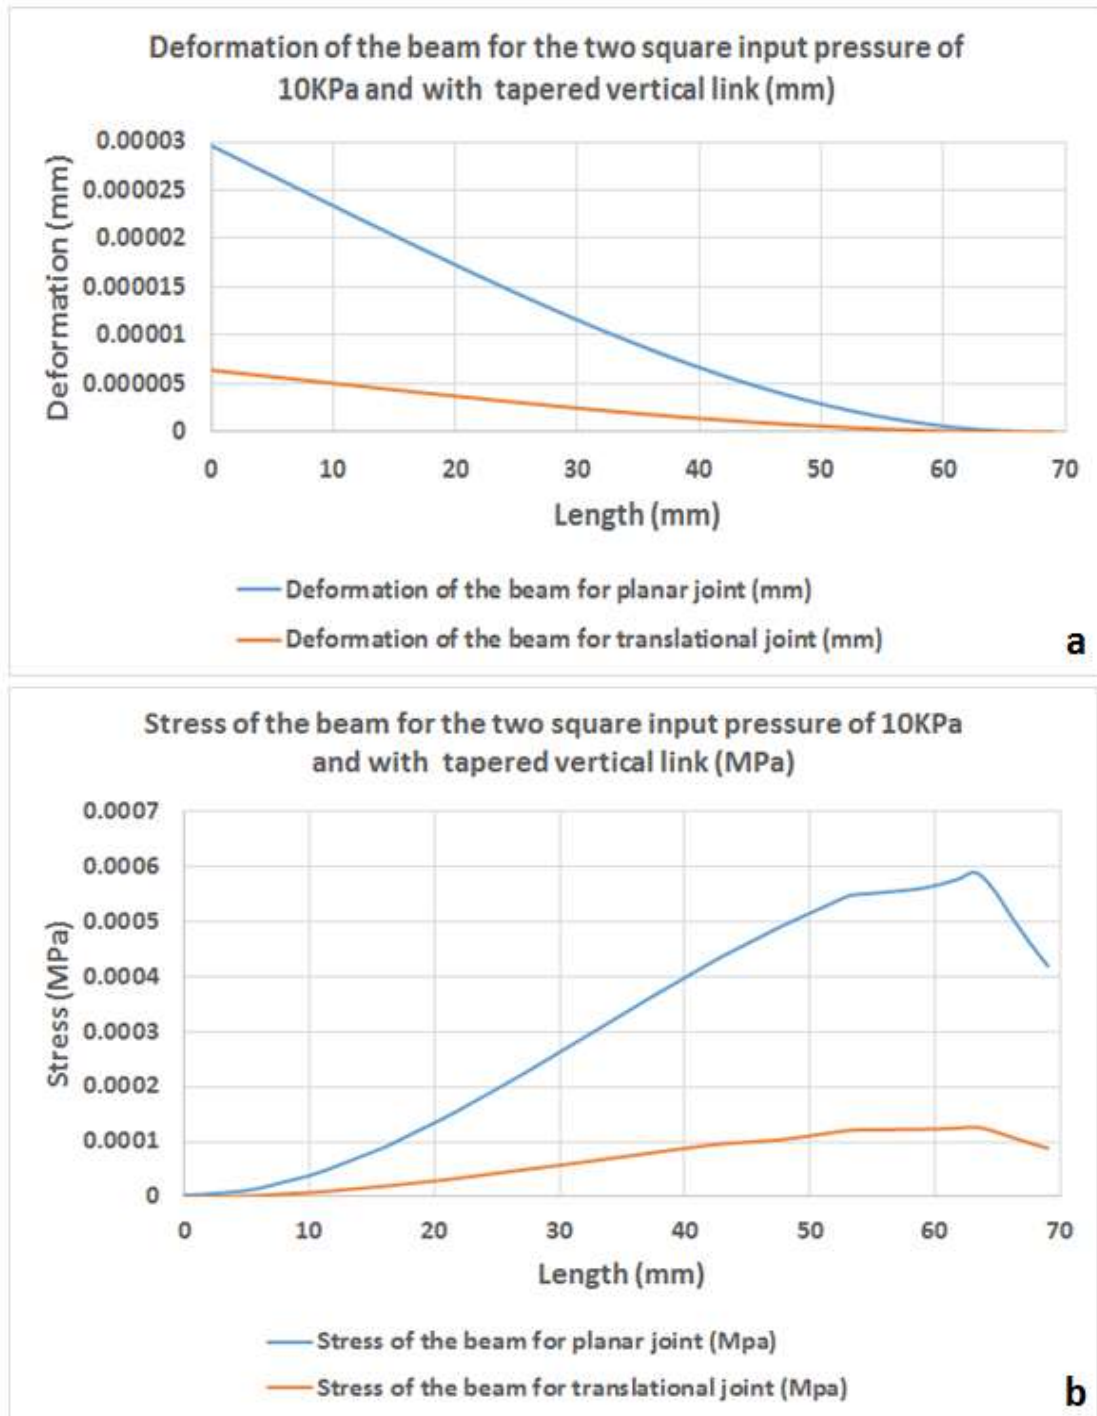 Deformation of the beam for the two square input pressure of
10KPa and with  tapered vertical link (mm)
Deformation (mm)
0.00003
0.000025
0.00002
0.000015
0.00001
0.000005
0
0 10 20 30 40 50 60 70
Length (mm)
Deformation of the beam for planar joint (mm)
Deformation of the beam for translational joint (mm)
a
Stress of the beam for the two square input pressure of 10KPa
and with  tapered vertical link (MPa)
Stress (MPa)
0.0007
0.0006
0.0005
0.0004
0.0003
0.0002
0.0001
0
0 10 20 30 40 50 60 70
Length (mm)
Stress of the beam for planar joint (Mpa)
Stress of the beam for translational joint (Mpa)
b